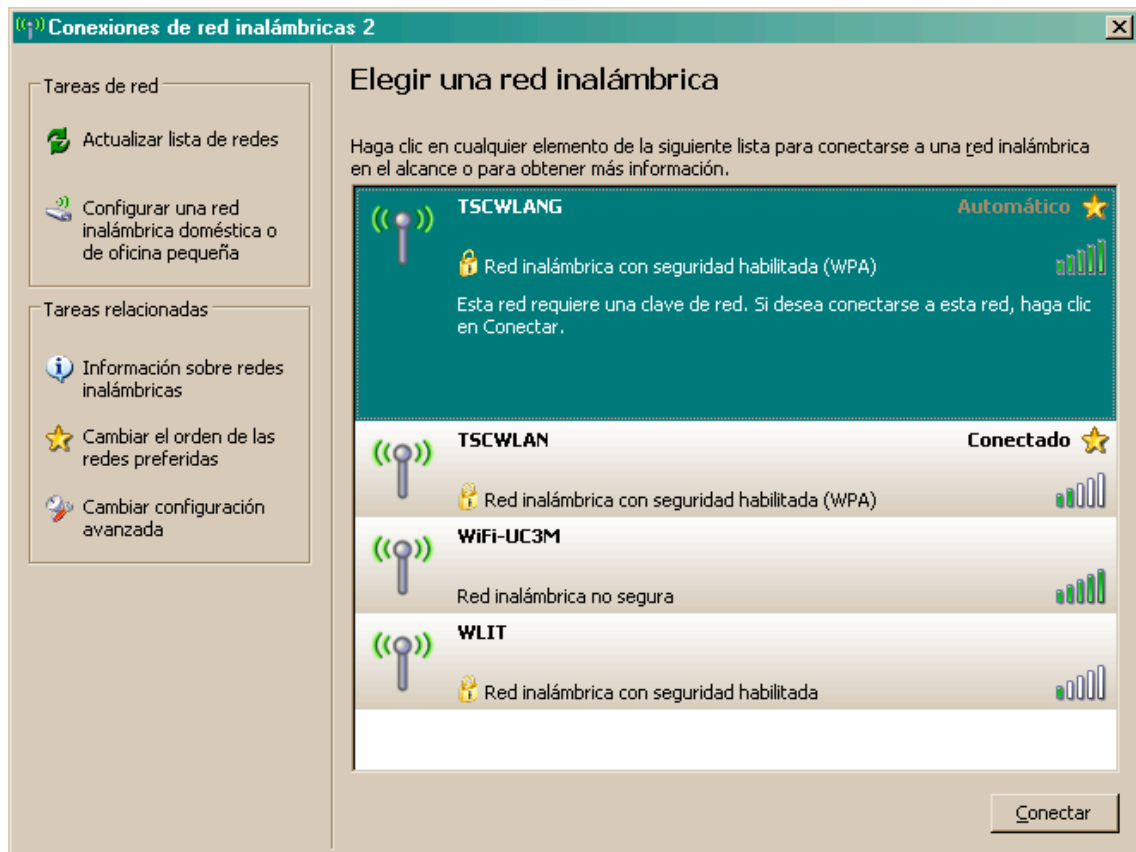 Conexiones de red inalámbricas 2
Tareas de red
Actualizar lista de redes
Configurar una red
inalámbrica doméstica o
de oficina pequeña
Tareas relacionadas
Información sobre redes
inalámbricas
Cambiar el orden de las
redes preferidas
Cambiar configuración
avanzada
Elegir una red inalámbrica
Haga clic en cualquier elemento de la siguiente lista para conectarse a una red inalámbrica
en el alcance o para obtener más información.
TSCWLANG Automático
Red inalámbrica con seguridad habilitada (WPA)
Esta red requiere una clave de red. Si desea conectarse a esta red, haga clic
en Conectar.
TSCWLAN Conectado
Red inalámbrica con seguridad habilitada (WPA)
WiFi-UC3M
Red inalámbrica no segura
WLIT
Red inalámbrica con seguridad habilitada
Conectar